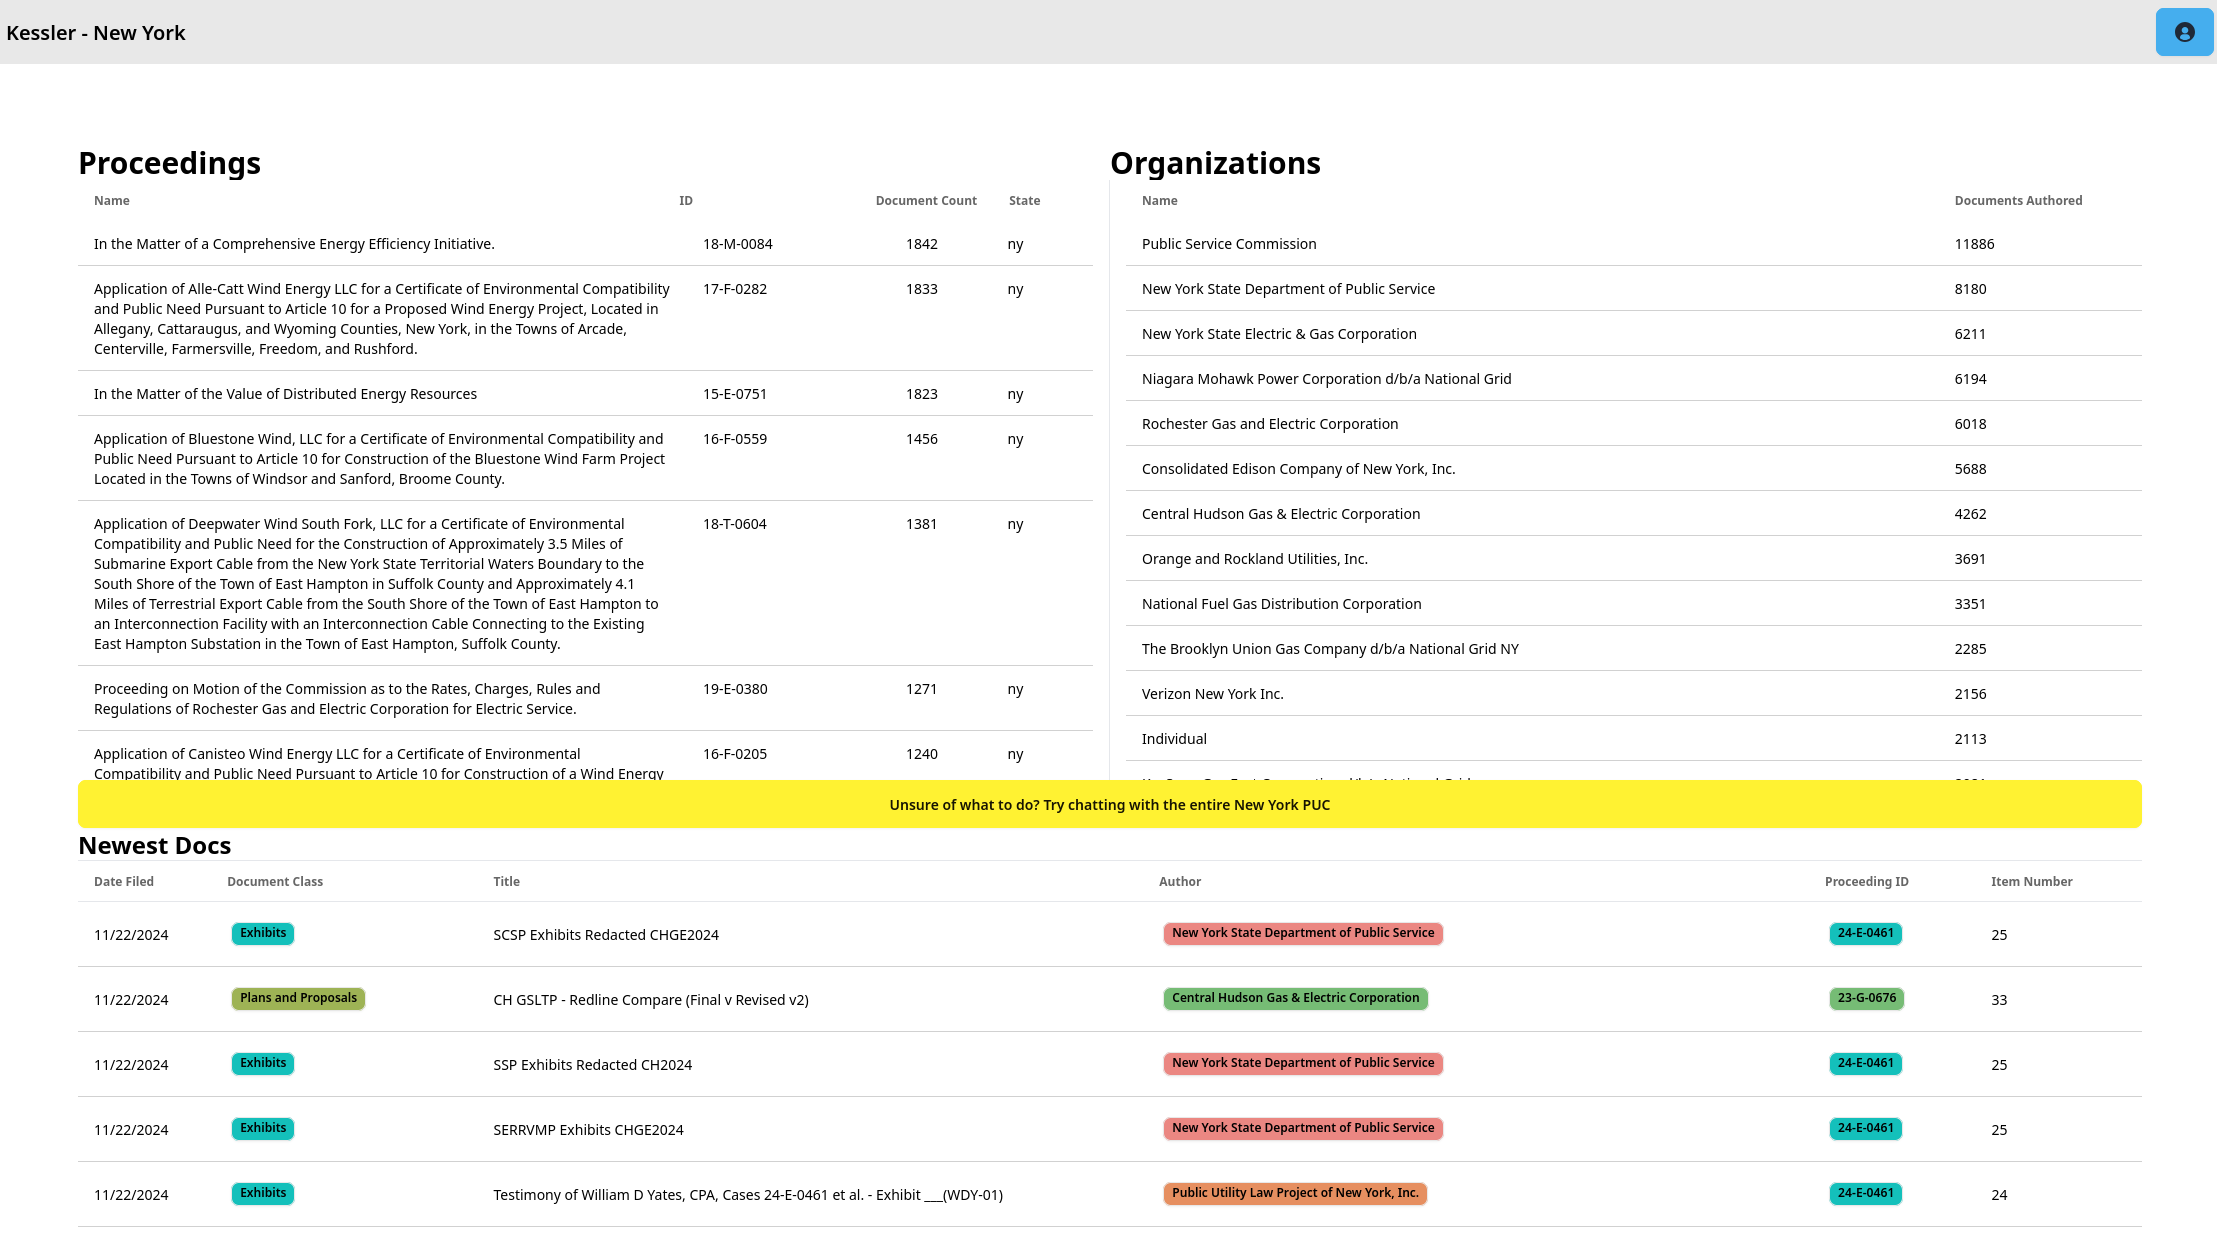 Kessler - New York
Proceedings
Name ID Document Count State
In the Matter of a Comprehensive Energy Efficiency Initiative. 18-M-0084 1842 ny
Application of Alle-Catt Wind Energy LLC for a Certificate of Environmental Compatibility 17-F-0282 1833 ny
and Public Need Pursuant to Article 10 for a Proposed Wind Energy Project, Located in
Allegany, Cattaraugus, and Wyoming Counties, New York, in the Towns of Arcade,
Centerville, Farmersville, Freedom, and Rushford.
In the Matter of the Value of Distributed Energy Resources 15-E-0751 1823 ny
Application of Bluestone Wind, LLC for a Certificate of Environmental Compatibility and 16-F-0559 1456 ny
Public Need Pursuant to Article 10 for Construction of the Bluestone Wind Farm Project
Located in the Towns of Windsor and Sanford, Broome County.
Application of Deepwater Wind South Fork, LLC for a Certificate of Environmental 18-T-0604 1381 ny
Compatibility and Public Need for the Construction of Approximately 3.5 Miles of
Submarine Export Cable from the New York State Territorial Waters Boundary to the
South Shore of the Town of East Hampton in Suffolk County and Approximately 4.1
Miles of Terrestrial Export Cable from the South Shore of the Town of East Hampton to
an Interconnection Facility with an Interconnection Cable Connecting to the Existing
East Hampton Substation in the Town of East Hampton, Suffolk County.
Proceeding on Motion of the Commission as to the Rates, Charges, Rules and 19-E-0380 1271 ny
Regulations of Rochester Gas and Electric Corporation for Electric Service.
Application of Canisteo Wind Energy LLC for a Certificate of Environmental 16-F-0205 1240 ny
Compatibility and Public Need Pursuant to Article 10 for Construction of a Wind Energy
Organizations
Name Documents Authored
Public Service Commission 11886
New York State Department of Public Service 8180
New York State Electric & Gas Corporation 6211
Niagara Mohawk Power Corporation d/b/a National Grid 6194
Rochester Gas and Electric Corporation 6018
Consolidated Edison Company of New York, Inc. 5688
Central Hudson Gas & Electric Corporation 4262
Orange and Rockland Utilities, Inc. 3691
National Fuel Gas Distribution Corporation 3351
The Brooklyn Union Gas Company d/b/a National Grid NY 2285
Verizon New York Inc. 2156
Individual 2113
Unsure of what to do? Try chatting with the entire New York PUC
Newest Docs
Date Filed Document Class Title Author Proceeding ID Item Number
11/22/2024 Exhibits SCSP Exhibits Redacted CHGE2024 New York State Department of Public Service 24-E-0461 25
11/22/2024 Plans and Proposals CH GSLTP - Redline Compare (Final v Revised v2) Central Hudson Gas & Electric Corporation 23-G-0676 33
11/22/2024 Exhibits SSP Exhibits Redacted CH2024 New York State Department of Public Service 24-E-0461 25
11/22/2024 Exhibits SERRVMP Exhibits CHGE2024 New York State Department of Public Service 24-E-0461 25
11/22/2024 Exhibits Testimony of William D Yates, CPA, Cases 24-E-0461 et al. - Exhibit ___(WDY-01) Public Utility Law Project of New York, Inc. 24-E-0461 24